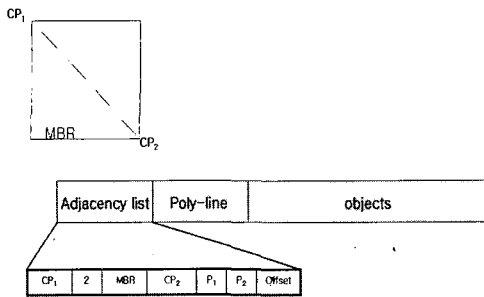 CP₁
MBR
CP₂
Adjacency list Poly-line objects
CP₁ 2 MBR CP₂ P₁ P₂ Offset